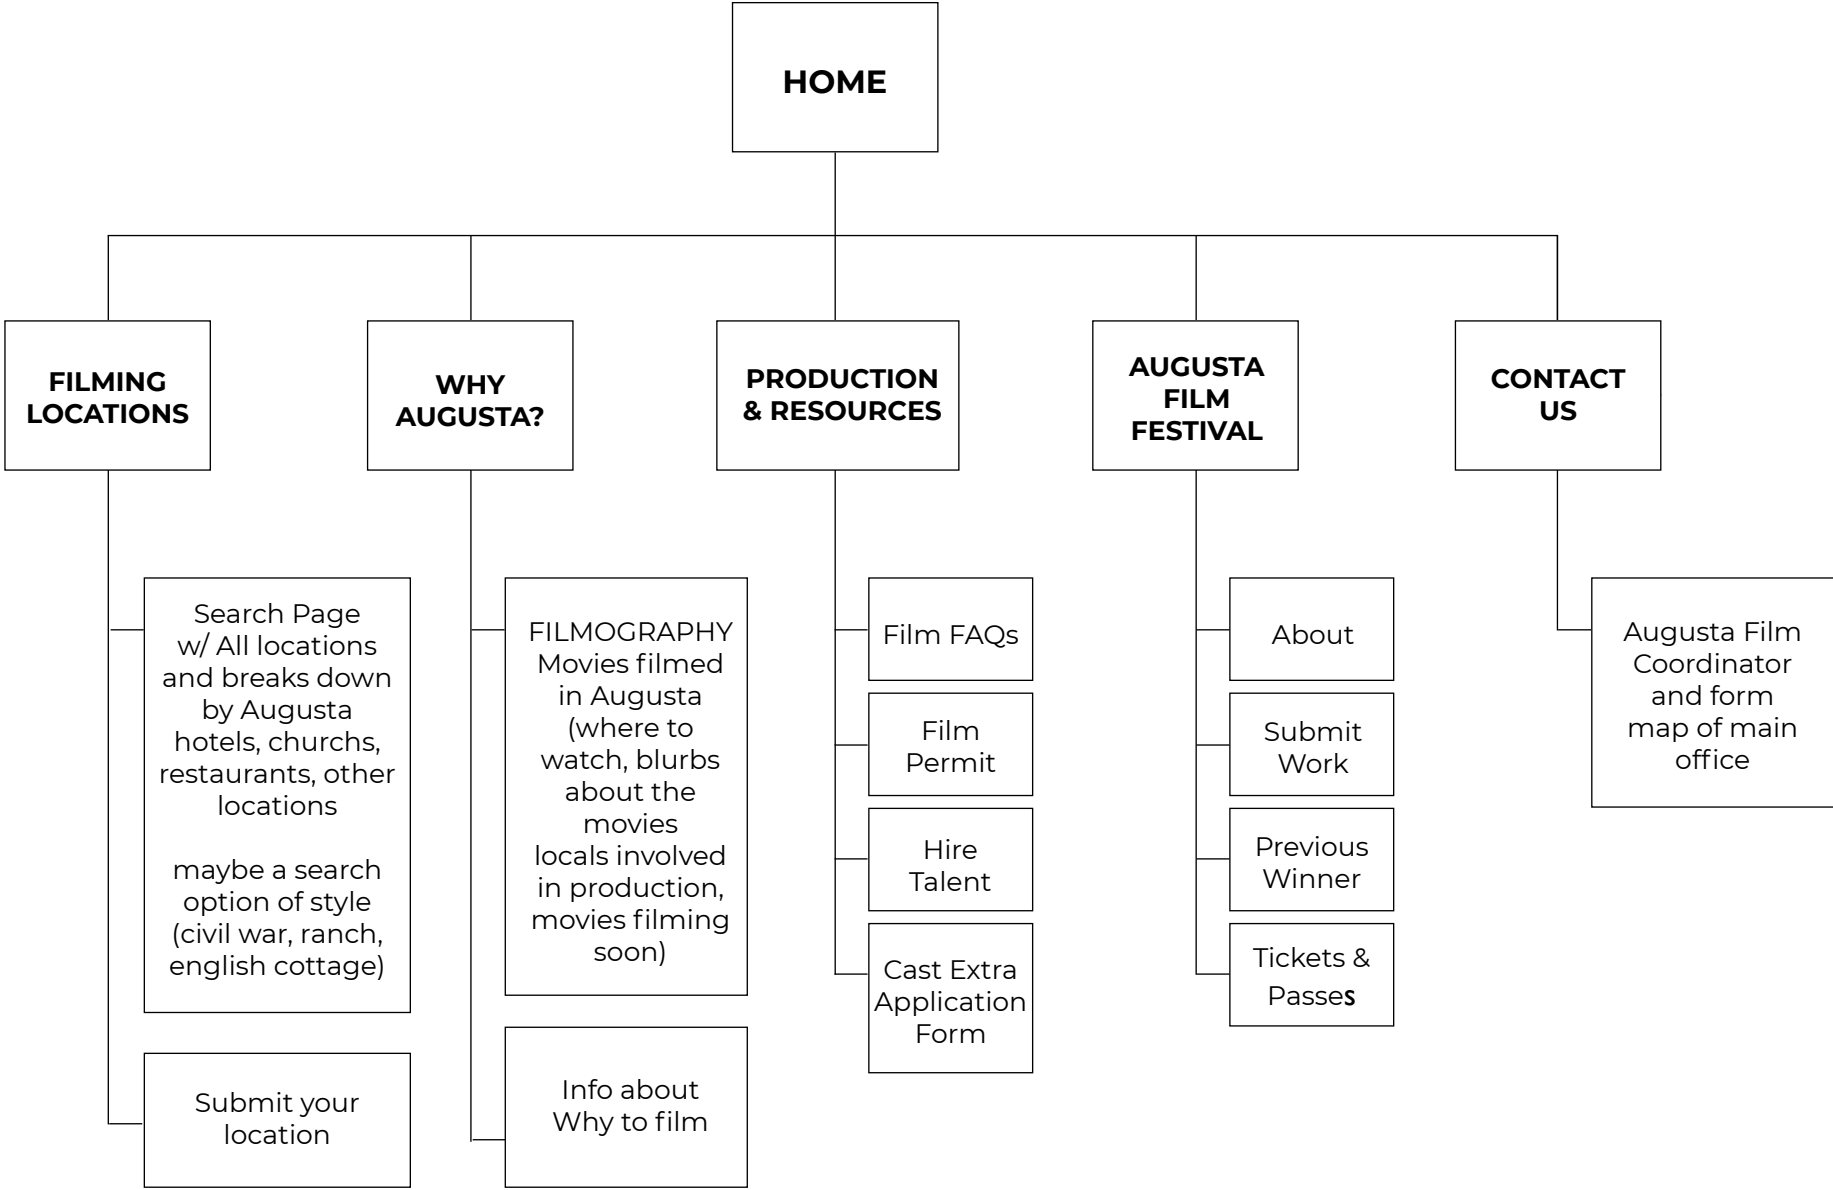 HOME
FILMING
LOCATIONS
WHY
AUGUSTA?
PRODUCTION
& RESOURCES
AUGUSTA
FILM
FESTIVAL
CONTACT
US
Search Page
w/ All locations
and breaks down
by Augusta
hotels, churchs,
restaurants, other
locations
maybe a search
option of style
(civil war, ranch,
english cottage)
Submit your
location
FILMOGRAPHY
Movies filmed
in Augusta
(where to
watch, blurbs
about the
movies
locals involved
in production,
movies filming
soon)
Info about
Why to film
Film FAQs
Film
Permit
Hire
Talent
Cast Extra
Application
Form
About
Submit
Work
Previous
Winner
Tickets &
Passes
Augusta Film
Coordinator
and form
map of main
office